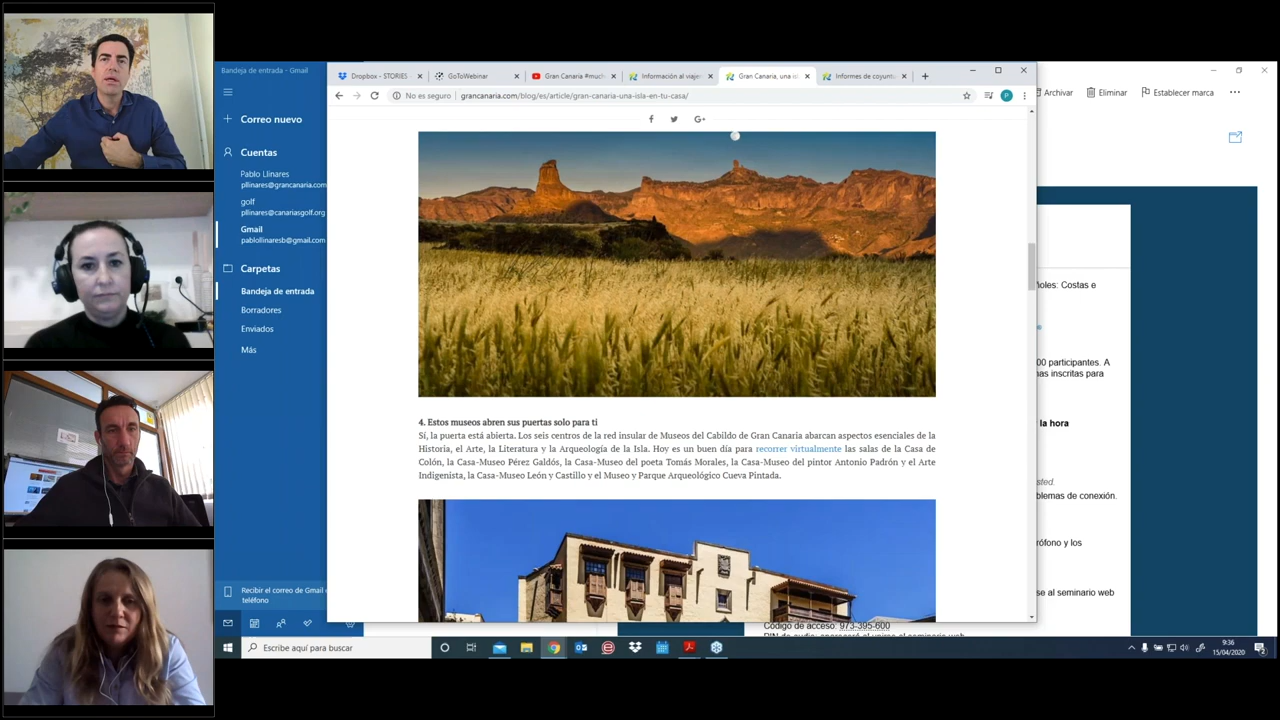 Bandeja de entrada - Gmail
Correo nuevo
Cuentas
Pablo Llinares
pllinares@grancanaria.com
golf
pllinares@canariasgolf.org
Gmail
pablollinaresb@gmail.com
Carpetas
Bandeja de entrada
Borradores
Enviados
Más
Recibir el correo de Gmail
teléfono
Dropbox - STORIES
GoToWebinar
Gran Canaria #much
Información al viaje
Gran Canaria, una is
Informes de coyunt
No es seguro
grancanaria.com/blog/es/article/gran-canaria-una-isla-en-tu-casa/
P
G+
4. Estos museos abren sus puertas solo para ti
Sí, la puerta está abierta. Los seis centros de la red insular de Museos del Cabildo de Gran Canaria abarcan aspectos esenciales de la
Historia, el Arte, la Literatura y la Arqueología de la Isla. Hoy es un buen día para recorrer virtualmente las salas de la Casa de
Colón, la Casa-Museo Pérez Galdós, la Casa-Museo del poeta Tomás Morales, la Casa-Museo del pintor Antonio Padrón y el Arte
Indigenista, la Casa-Museo León y Castillo y el Museo y Parque Arqueológico Cueva Pintada.
Archivar
Eliminar
Establecer marca
ñoles: Costas e
00 participantes. A
nas inscritas para
la hora
sted.
blemas de conexión.
rófono y los
se al seminario web
Código de acceso: 973-395-600
Escribe aquí para buscar
9:36
15/04/2020
2